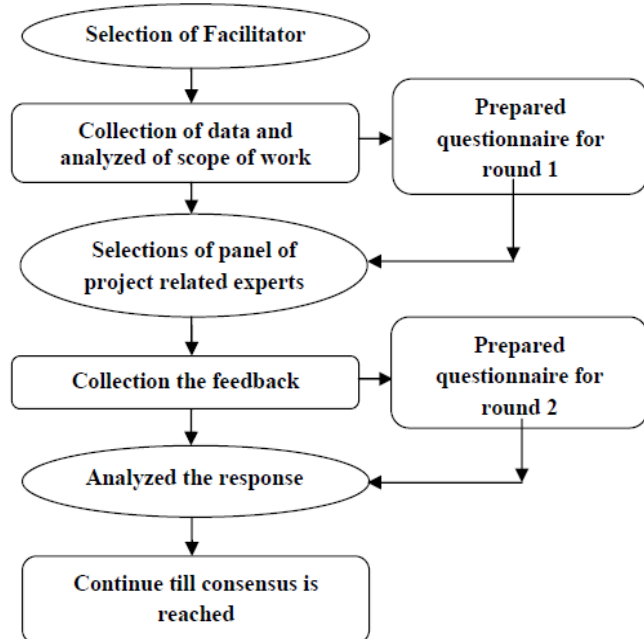 Selection of Facilitator
Collection of data and
analyzed of scope of work
Prepared
questionnaire for
round 1
Selections of panel of
project related experts
Collection the feedback
Prepared
questionnaire for
round 2
Analyzed the response
Continue till consensus is
reached